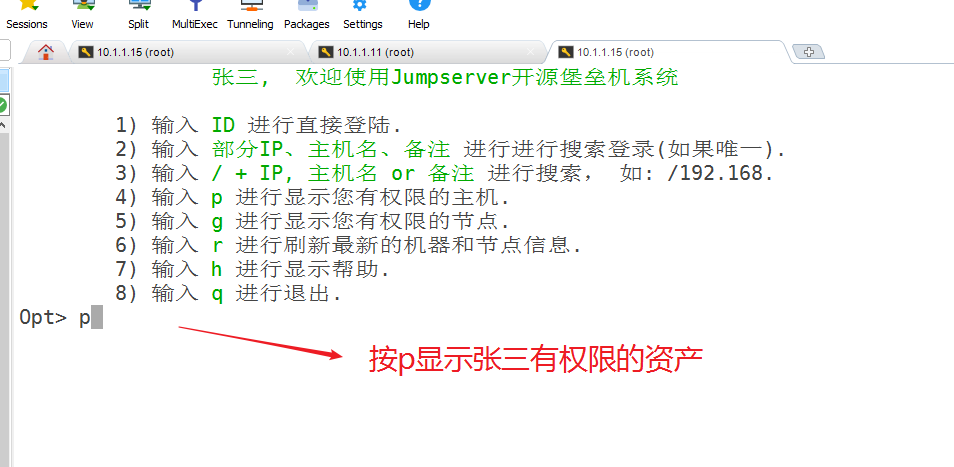 Sessions View Split MultiExec Tunneling Packages Settings Help
10.1.1.15 (root) 10.1.1.11 (root) 10.1.1.15 (root)
张三, 欢迎使用Jumpserver开源堡垒机系统
1) 输入 ID 进行直接登陆.
2) 输入 部分IP、主机名、备注 进行进行搜索登录(如果唯一).
3) 输入 / + IP, 主机名 or 备注 进行搜索, 如: /192.168.
4) 输入 p 进行显示您有权限的主机.
5) 输入 g 进行显示您有权限的节点.
6) 输入 r 进行刷新最新的机器和节点信息.
7) 输入 h 进行显示帮助.
8) 输入 q 进行退出.
Opt> p
按p显示张三有权限的资产